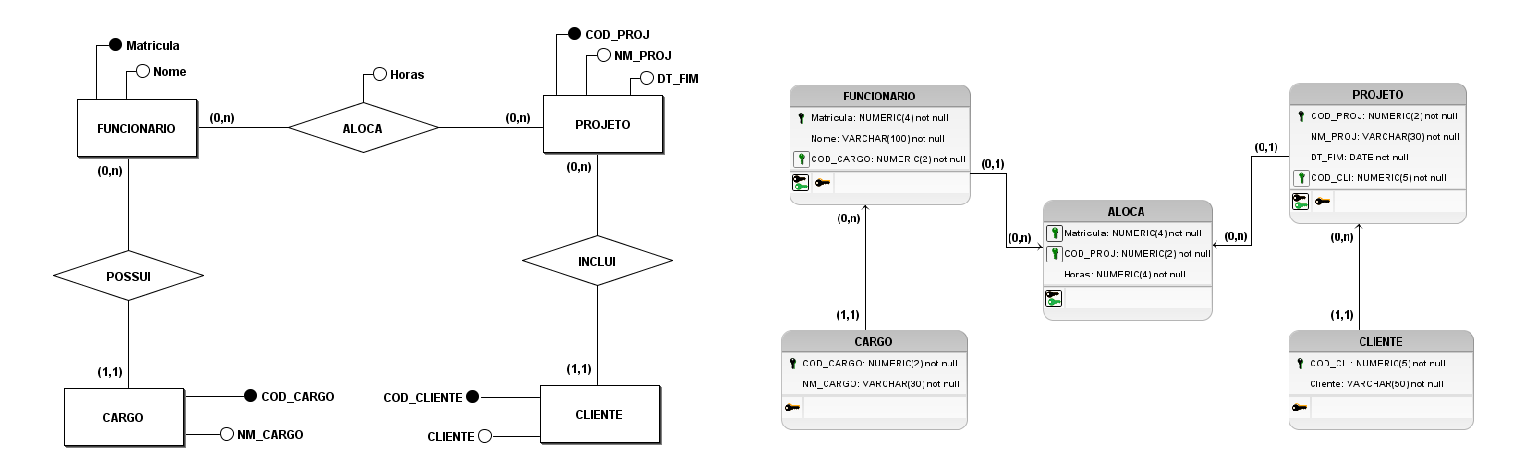 Matricula
Nome
FUNCIONARIO
(0,n)
ALOCA
Horas
(0,n)
COD_PROJ
NM_PROJ
DT_FIM
PROJETO
(0,n)
(0,n)
POSSUI
INCLUI
(1,1)
(1,1)
CARGO
COD_CARGO
NM_CARGO
COD_CLIENTE
CLIENTE
CLIENTE
FUNCIONARIO
Matricula: NUMERIC(4) not null
Nome: VARCHAR(100) not null
COD_CARGO: NUMERIC(2) not null
(0,1)
(0,n)
(0,n)
(1,1)
CARGO
COD_CARGO: NUMERIC(2) not null
NM_CARGO: VARCHAR(30) not null
ALOCA
Matricula: NUMERIC(4) not null
COD_PROJ: NUMERIC(2) not null
Horas: NUMERIC(4) not null
PROJETO
COD_PROJ: NUMERIC(2) not null
NM_PROJ: VARCHAR(30) not null
DT_FIM: DATE not null
COD_CLI: NUMERIC(5) not null
(0,1)
(0,n)
(0,n)
(1,1)
CLIENTE
COD_CLI: NUMERIC(5) not null
Cliente: VARCHAR(50) not null